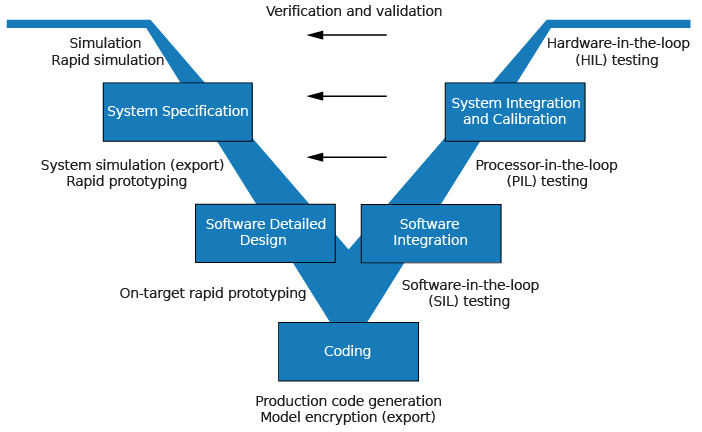 Verification and validation
Simulation
Rapid simulation
Hardware-in-the-loop
(HIL) testing
System Specification
System Integration
and Calibration
System simulation (export)
Rapid prototyping
Processor-in-the-loop
(PIL) testing
Software Detailed
Design
Software
Integration
On-target rapid prototyping
Software-in-the-loop
(SIL) testing
Coding
Production code generation
Model encryption (export)